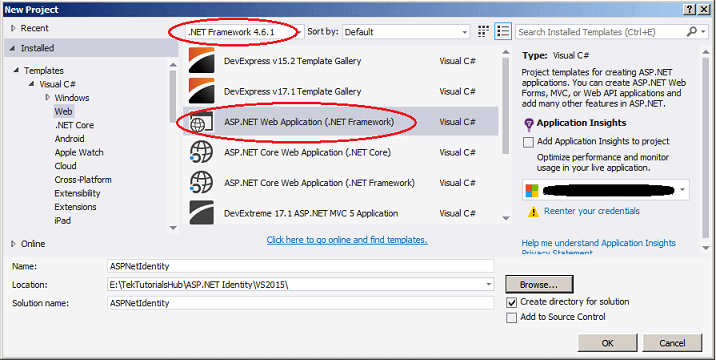 New Project
Recent
.NET Framework 4.6.1
Sort by: Default
Search Installed Templates (Ctrl+E)
Installed
Templates
Visual C#
Windows
Web
.NET Core
Android
Apple Watch
Cloud
Cross-Platform
Extensibility
Extensions
iPad
Online
DevExpress v15.2 Template Gallery Visual C#
DevExpress v17.1 Template Gallery Visual C#
ASP.NET Web Application (.NET Framework) Visual C#
ASP.NET Core Web Application (.NET Core) Visual C#
ASP.NET Core Web Application (.NET Framework) Visual C#
DevExtreme 17.1 ASP.NET MVC 5 Application Visual C#
Click here to go online and find templates.
Type: Visual C#
Project templates for creating ASP.NET
applications. You can create ASP.NET Web
Forms, MVC, or Web API applications and
add many other features in ASP.NET.
Application Insights
Add Application Insights to project
Optimize performance and monitor
usage in your live application.
Reenter your credentials
Help me understand Application Insights
Privacy Statement
Name: ASPNetIdentity
Location: E:\TekTutorialsHub\ASP.NET Identity\VS2015\
Browse...
Solution name: ASPNetIdentity
Create directory for solution
Add to Source Control
OK
Cancel